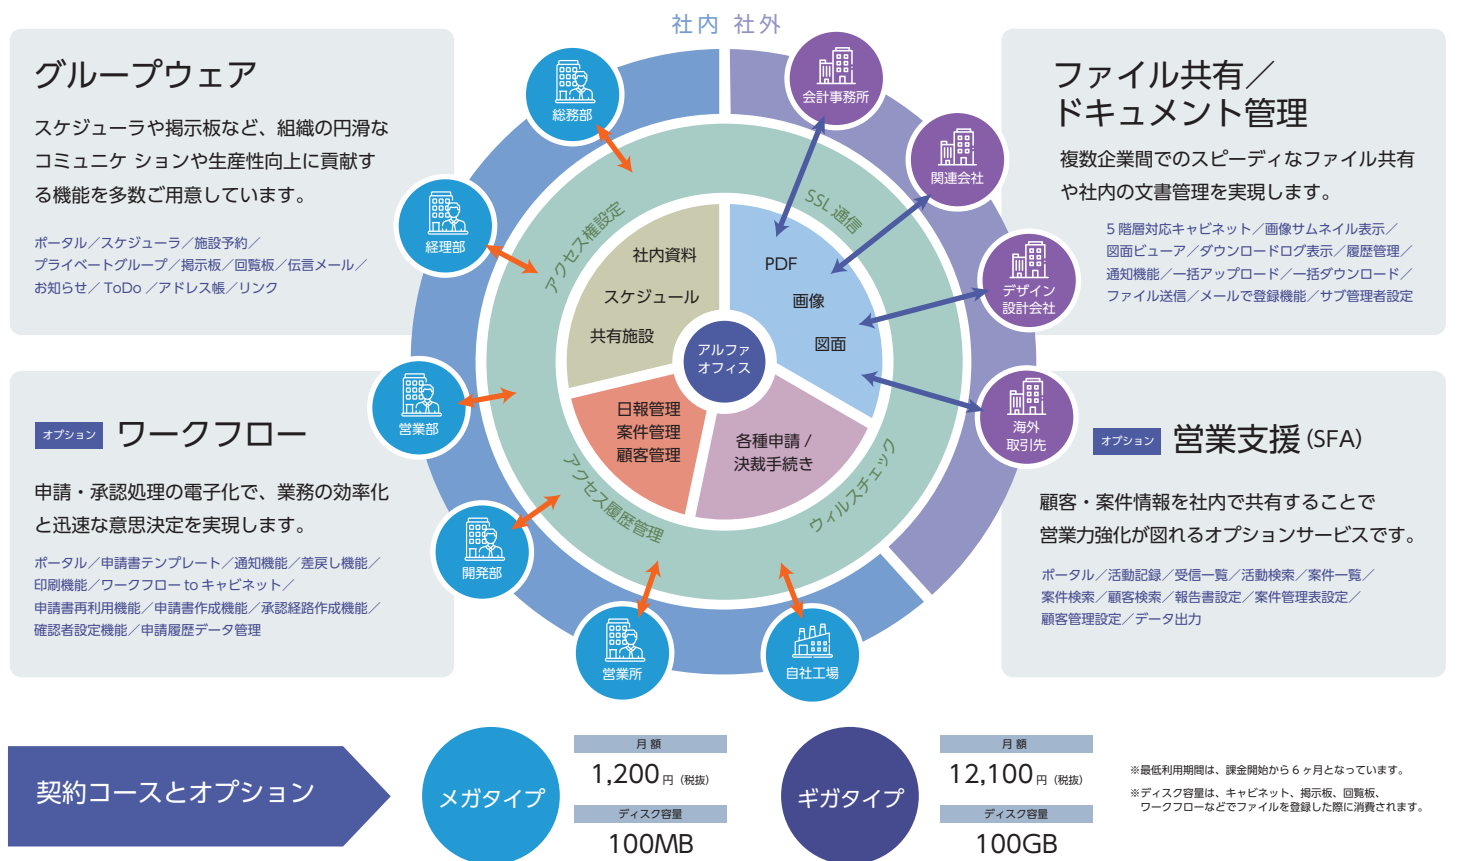 社内 社外
グループウェア
スケジューラや掲示板など、組織の円滑な
コミュニケ ションや生産性向上に貢献す
る機能を多数ご用意しています。
ポータル／スケジューラ／施設予約／
プライベートグループ／掲示板／回覧板／伝言メール／
お知らせ／ ToDo ／アドレス帳／リンク
ファイル共有／
ドキュメント管理
複数企業間でのスピーディなファイル共有
や社内の文書管理を実現します。
5 階層対応キャビネット／画像サムネイル表示／
図面ビューア／ダウンロードログ表示／履歴管理／
通知機能／一括アップロード／一括ダウンロード／
ファイル送信／メールで登録機能／サブ管理者設定
オプション ワークフロー
申請・承認処理の電子化で、業務の効率化
と迅速な意思決定を実現します。
ポータル／申請書テンプレート／通知機能／差戻し機能／
印刷機能／ワークフロー to キャビネット／
申請書再利用機能／申請書作成機能／承認経路作成機能／
確認者設定機能／申請履歴データ管理
オプション 営業支援 (SFA)
顧客・案件情報を社内で共有することで
営業力強化が図れるオプションサービスです。
ポータル／活動記録／受信一覧／活動検索／案件一覧／
案件検索／顧客検索／報告書設定／案件管理表設定／
顧客管理設定／データ出力
総務部
経理部
営業部
開発部
営業所
自社工場
会計事務所
関連会社
デザイン
設計会社
海外
取引先
アクセス権設定
SSL 通信
アクセス履歴管理
ウィルスチェック
社内資料
スケジュール
共有施設
PDF
画像
図面
アルファ
オフィス
日報管理
案件管理
顧客管理
各種申請 /
決裁手続き
契約コースとオプション
メガタイプ
月 額
1,200 円（税抜）
ディスク容量
100MB
ギガタイプ
月 額
12,100 円（税抜）
ディスク容量
100GB
※最低利用期間は、課金開始から 6 ヶ月となっています。
※ディスク容量は、キャビネット、掲示板、回覧板、
ワークフローなどでファイルを登録した際に消費されます。